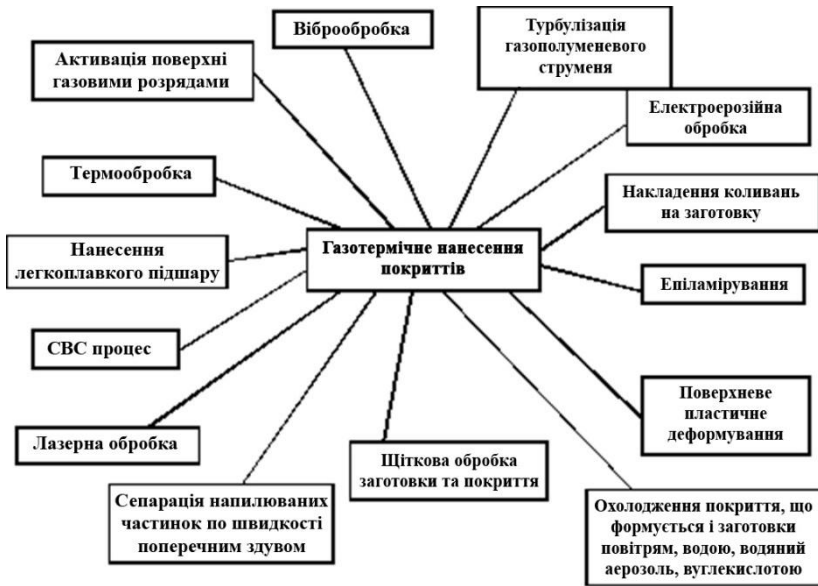 Віброобробка
Турбулізація
газополуменевого
струменя
Активація поверхні
газовими розрядами
Електроерозійна
обробка
Термообробка
Накладення коливань
на заготовку
Газотермічне нанесення
покриттів
Нанесення
легкоплавкого підшару
Епіламірування
СВС процес
Поверхневе
пластичне
деформування
Лазерна обробка
Щіткова обробка
заготовки та покриття
Сепарація напилюваних
частинок по швидкості
поперечним здувом
Охолодження покриття, що
формується і заготовки
повітрям, водою, водяний
аерозоль, вуглекислотою